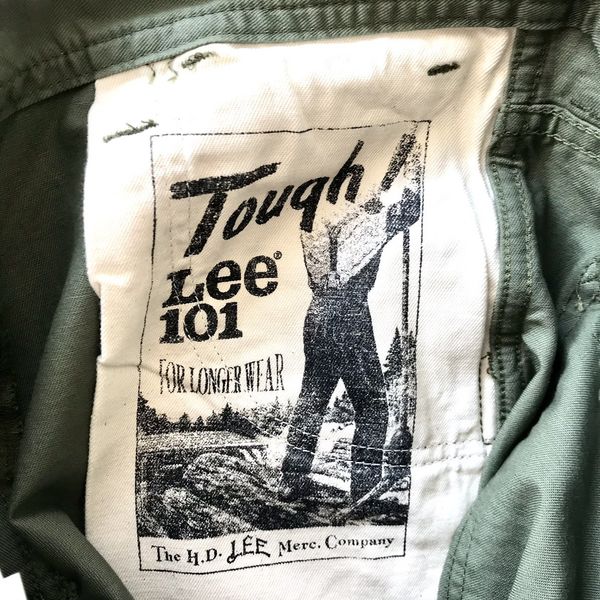 Tough!
Lee®
101
FOR LONGER WEAR
The H.D. LEE Merc. Company